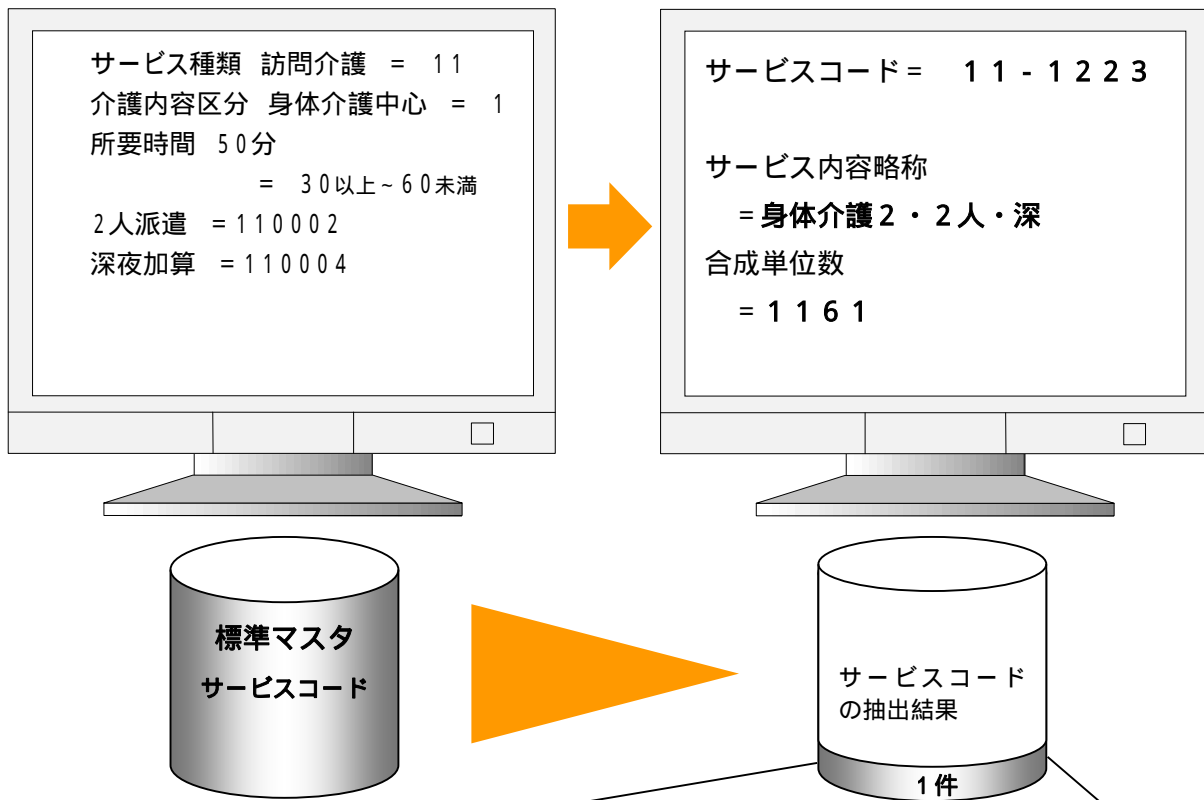 サービス種類 訪問介護 = 11
介護内容区分 身体介護中心 = 1
所要時間 50分
= 30以上~60未満
2人派遣 =110002
深夜加算 =110004
サービスコード= 11-1223
サービス内容略称
=身体介護2・2人・深
合成単位数
=1161
標準マスタ
サービスコード
サービスコード
の抽出結果
1件